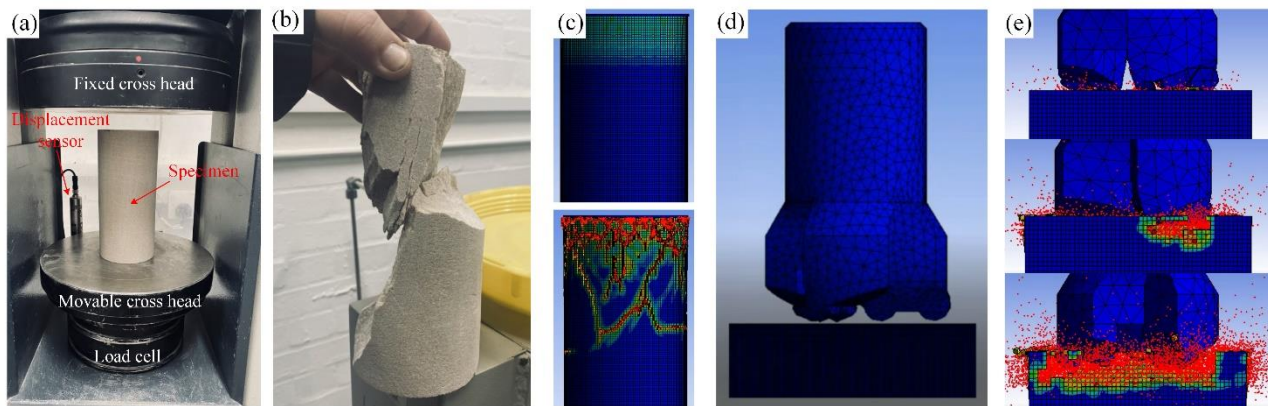 (a)
Fixed cross head
Displacement
sensor
Specimen
Movable cross head
Load cell
(b)
(c)
(d)
(e)